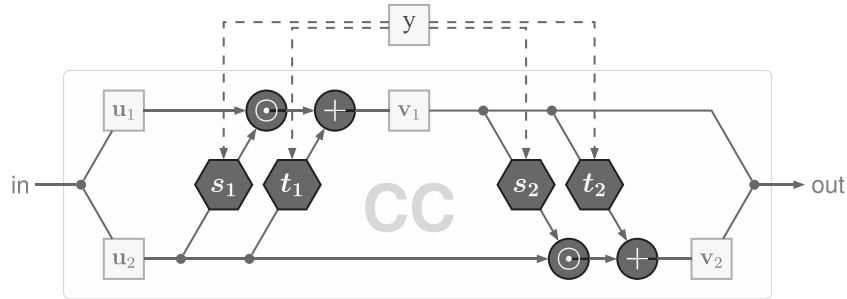 y
u₁ ⊙ + v₁
in s₁ t₁ CC s₂ t₂ out
u₂ ⊙ + v₂